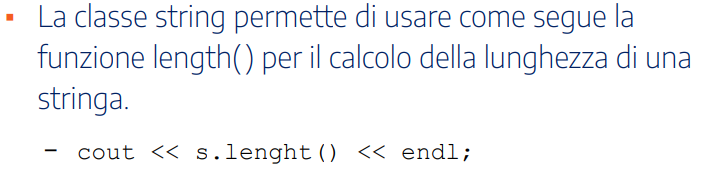 ▪ La classe string permette di usare come segue la
funzione length() per il calcolo della lunghezza di una
stringa.
– cout << s.lenght() << endl;